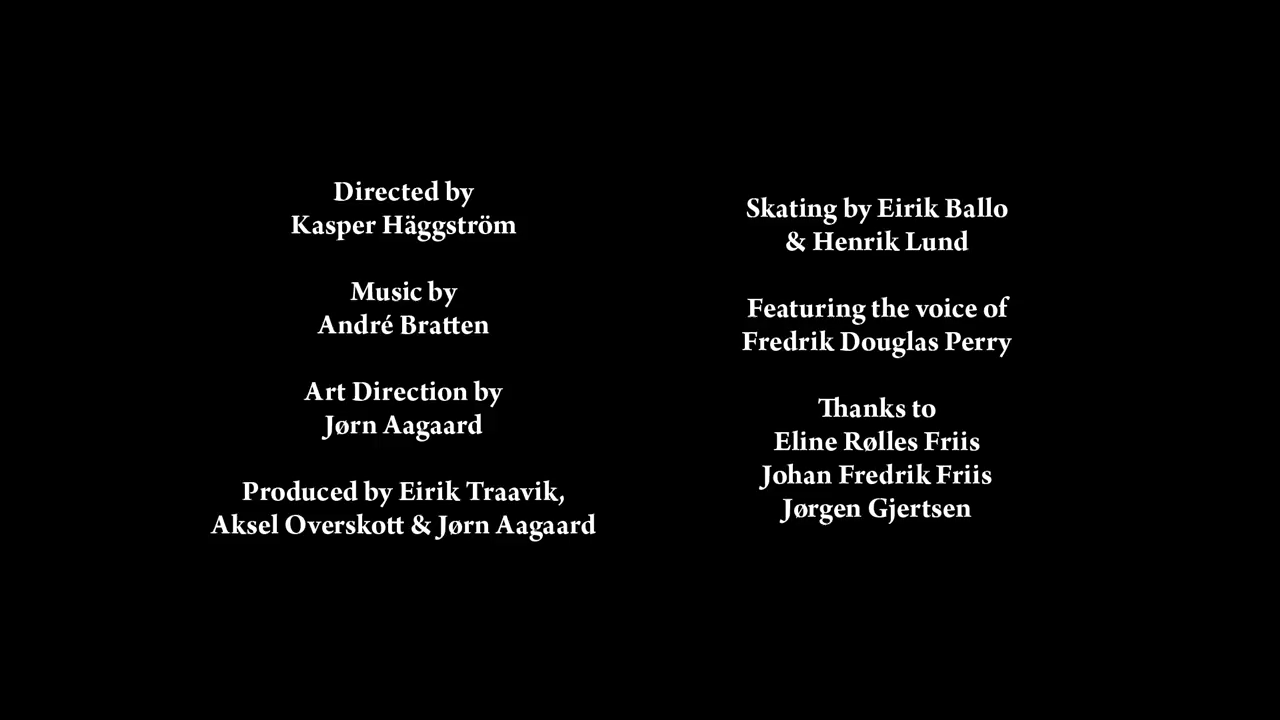 Directed by
Kasper Häggström
Music by
André Bratten
Art Direction by
Jørn Aagaard
Produced by Eirik Traavik,
Aksel Overskott & Jørn Aagaard
Skating by Eirik Ballo
& Henrik Lund
Featuring the voice of
Fredrik Douglas Perry
Thanks to
Eline Rølles Friis
Johan Fredrik Friis
Jørgen Gjertsen